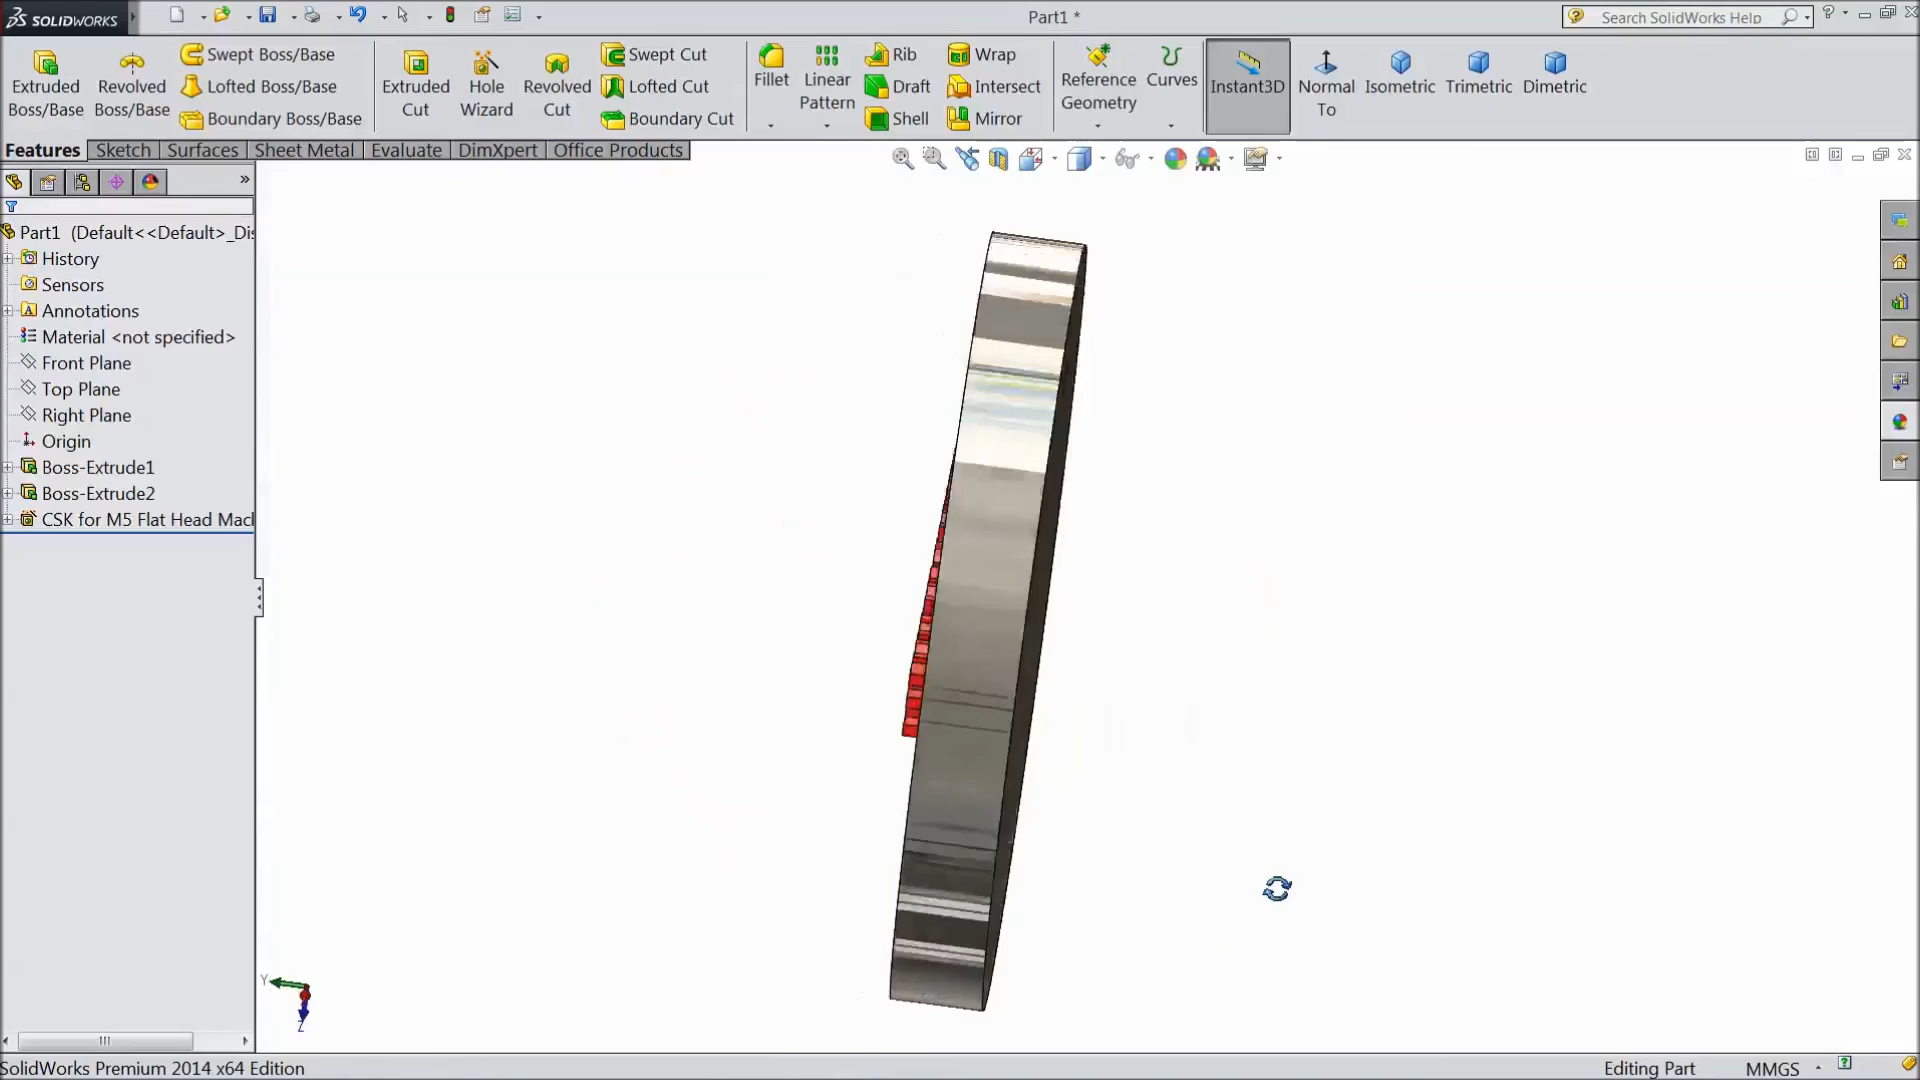 SOLIDWORKS
Part1 *
Search SolidWorks Help
Extruded Boss/Base
Revolved Boss/Base
Swept Boss/Base
Lofted Boss/Base
Boundary Boss/Base
Extruded Cut
Hole Wizard
Revolved Cut
Swept Cut
Lofted Cut
Boundary Cut
Fillet
Linear Pattern
Rib
Draft
Shell
Wrap
Intersect
Mirror
Reference Geometry
Curves
Instant3D
Normal To
Isometric
Trimetric
Dimetric
Features Sketch Surfaces Sheet Metal Evaluate DimXpert Office Products
Part1 (Default<<Default>_Dis
History
Sensors
Annotations
Material <not specified>
Front Plane
Top Plane
Right Plane
Origin
Boss-Extrude1
Boss-Extrude2
CSK for M5 Flat Head Mac
Y
Z
SolidWorks Premium 2014 x64 Edition
Editing Part
MMGS